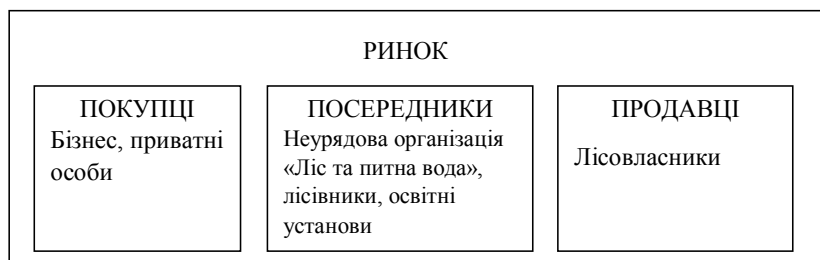 РИНОК
ПОКУПЦІ
Бізнес, приватні
особи
ПОСЕРЕДНИКИ
Неурядова організація
«Ліс та питна вода»,
лісівники, освітні
установи
ПРОДАВЦІ
Лісовласники